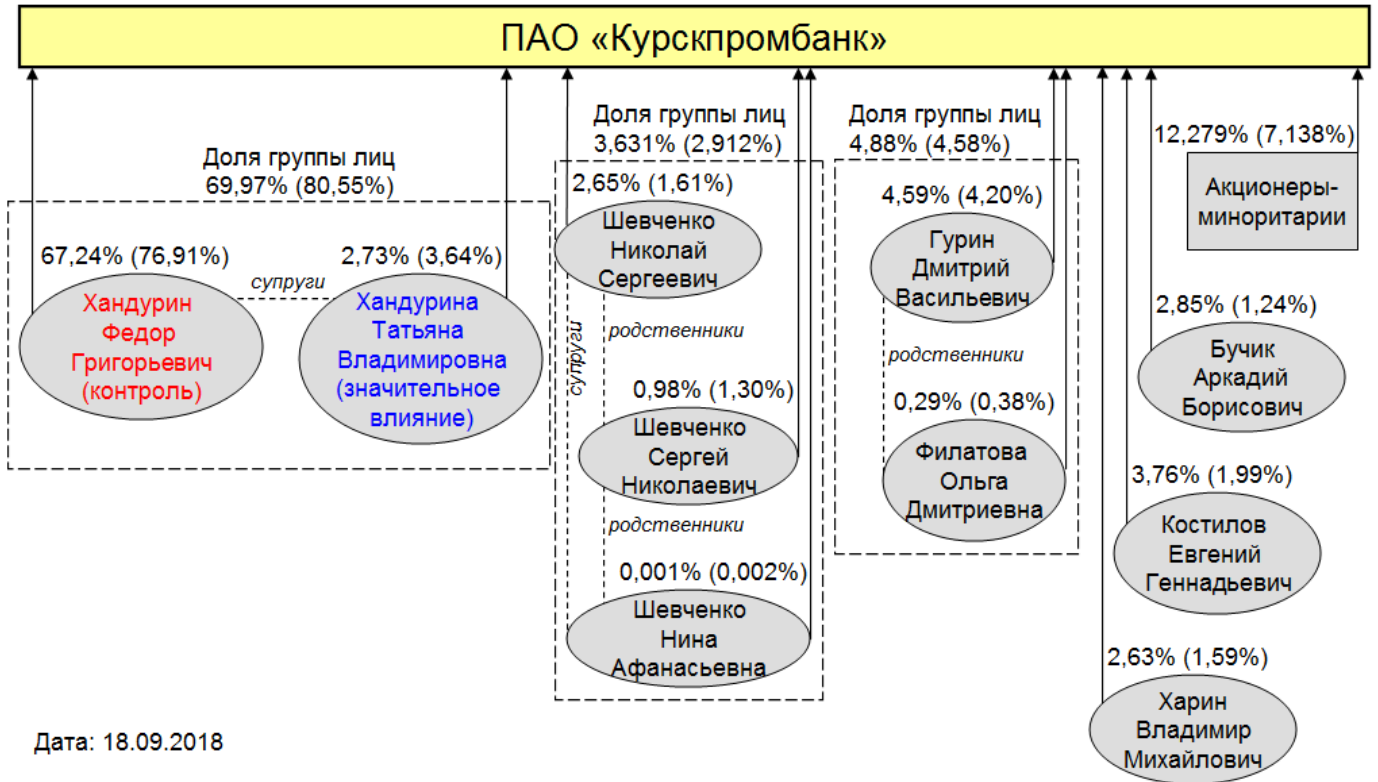 ПАО «Курскпромбанк»
Доля группы лиц
69,97% (80,55%)
67,24% (76,91%)
Хандурин
Федор
Григорьевич
(контроль)
супруги
2,73% (3,64%)
Хандурина
Татьяна
Владимировна
(значительное
влияние)
Доля группы лиц
3,631% (2,912%)
2,65% (1,61%)
Шевченко
Николай
Сергеевич
супруги
родственники
0,98% (1,30%)
Шевченко
Сергей
Николаевич
родственники
0,001% (0,002%)
Шевченко
Нина
Афанасьевна
Доля группы лиц
4,88% (4,58%)
4,59% (4,20%)
Гурин
Дмитрий
Васильевич
родственники
0,29% (0,38%)
Филатова
Ольга
Дмитриевна
12,279% (7,138%)
Акционеры-
миноритарии
2,85% (1,24%)
Бучик
Аркадий
Борисович
3,76% (1,99%)
Костилов
Евгений
Геннадьевич
2,63% (1,59%)
Харин
Владимир
Михайлович
Дата: 18.09.2018